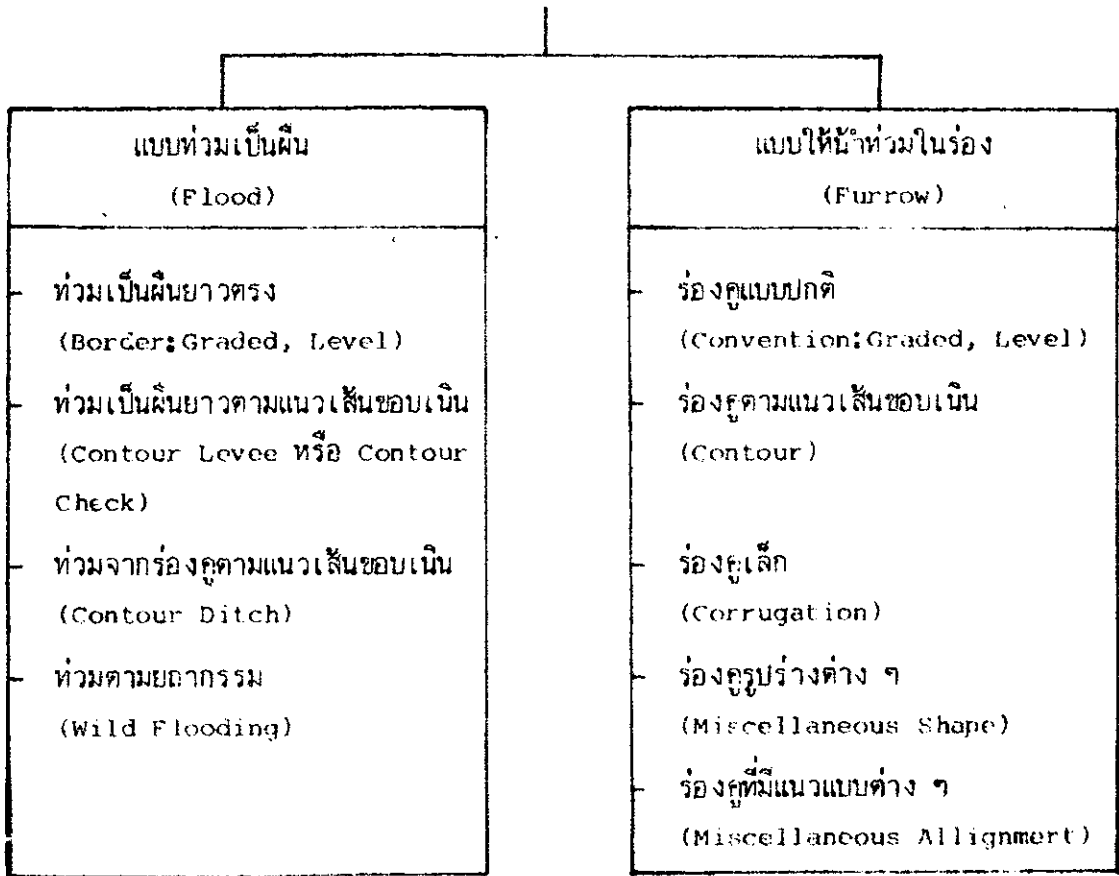 แบบท่วมเป็นผืน
(Flood)
ท่วมเป็นผืนยาวตรง
(Border:Graded, Level)
ท่วมเป็นผืนยาวตามแนวเส้นขอบเนิน
(Contour Levee หรือ Contour
Check)
ท่วมจากร่องคูตามแนวเส้นขอบเนิน
(Contour Ditch)
ท่วมตามยถากรรม
(Wild Flooding)
แบบให้น้ำท่วมในร่อง
(Furrow)
ร่องคูแบบปกติ
(Convention:Graded, Level)
ร่องคูตามแนวเส้นขอบเนิน
(Contour)
ร่องคูเล็ก
(Corrugation)
ร่องคูรูปร่างต่าง ๆ
(Miscellaneous Shape)
ร่องคูที่มีแนวแบบต่าง ๆ
(Miscellaneous Allignment)